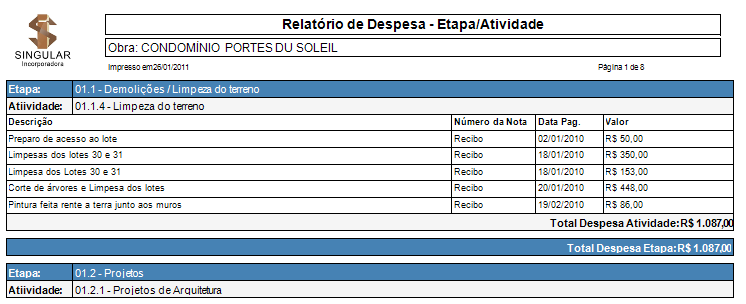 SINGULAR
Incorporadora
Relatório de Despesa - Etapa/Atividade
Obra: CONDOMÍNIO PORTES DU SOLEIL
Impresso em26/01/2011 Página 1 de 8
Etapa: 01.1 - Demolições / Limpeza do terreno
Atiividade: 01.1.4 - Limpeza do terreno
Descrição Número da Nota Data Pag. Valor
Preparo de acesso ao lote Recibo 02/01/2010 R$ 50,00
Limpesas dos lotes 30 e 31 Recibo 18/01/2010 R$ 350,00
Limpesa dos Lotes 30 e 31 Recibo 18/01/2010 R$ 153,00
Corte de árvores e Limpesa dos lotes Recibo 20/01/2010 R$ 448,00
Pintura feita rente a terra junto aos muros Recibo 19/02/2010 R$ 86,00
Total Despesa Atividade:R$ 1.087,00
Total Despesa Etapa:R$ 1.087,00
Etapa: 01.2 - Projetos
Atiividade: 01.2.1 - Projetos de Arquitetura